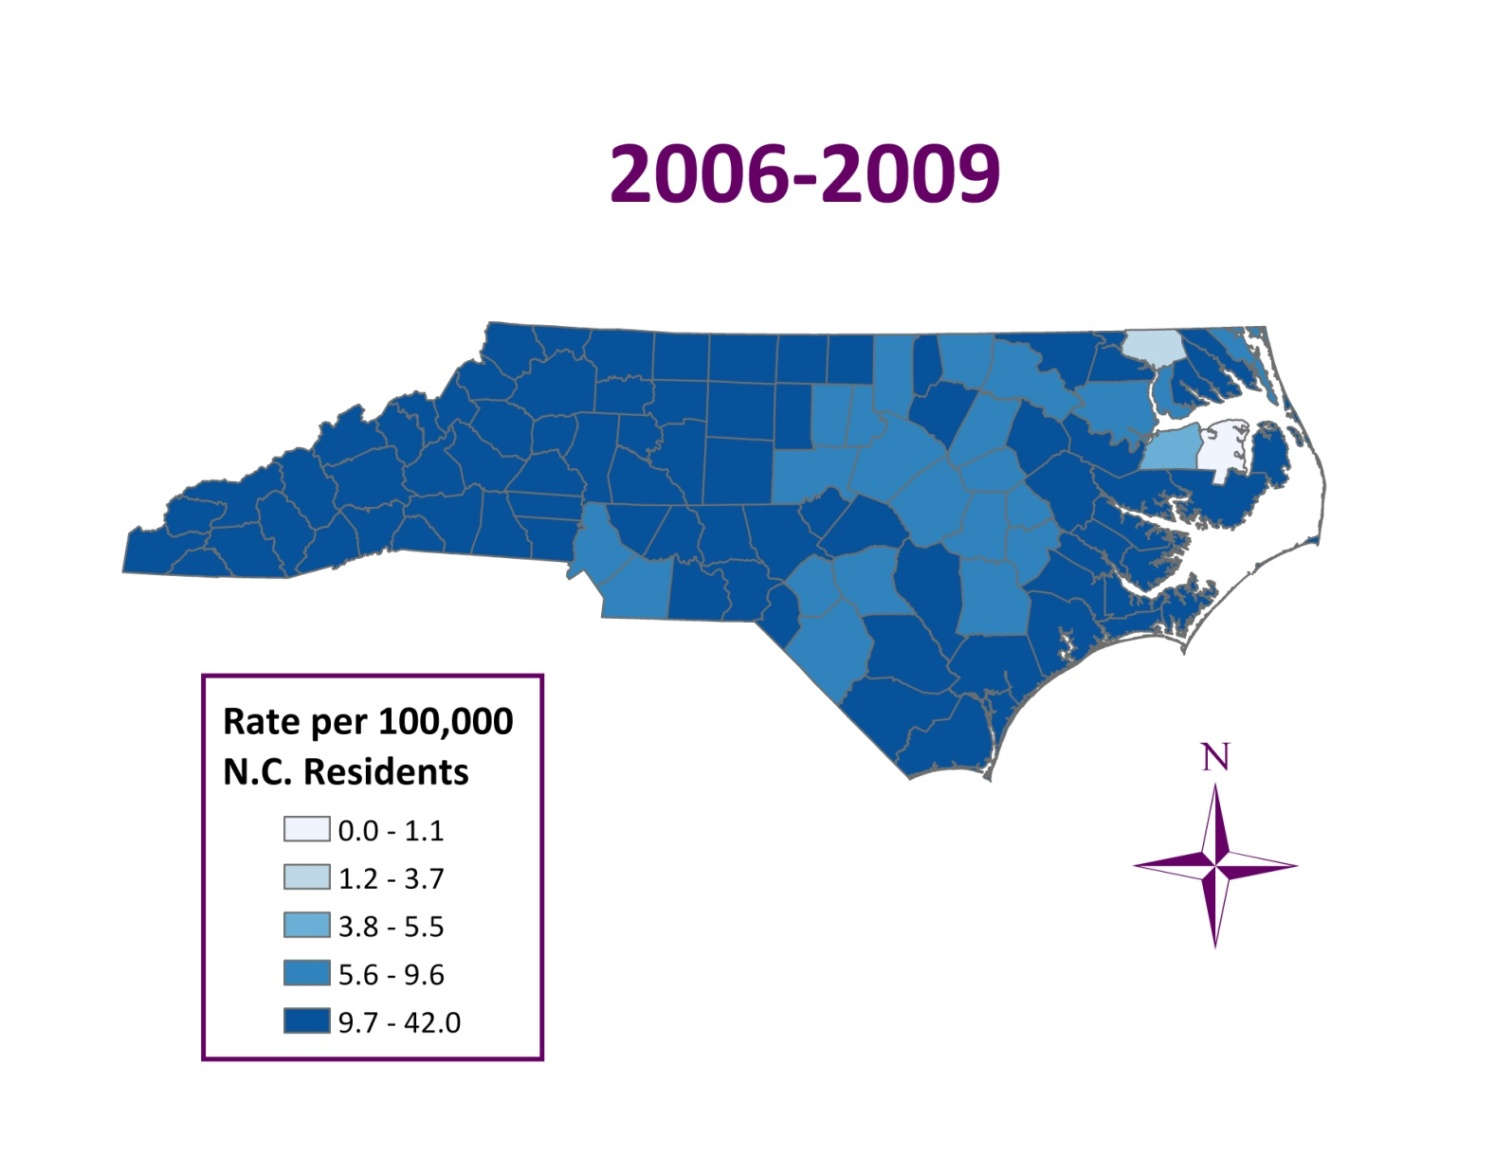 2006-2009
Rate per 100,000
N.C. Residents
0.0 - 1.1
1.2 - 3.7
3.8 - 5.5
5.6 - 9.6
9.7 - 42.0
N